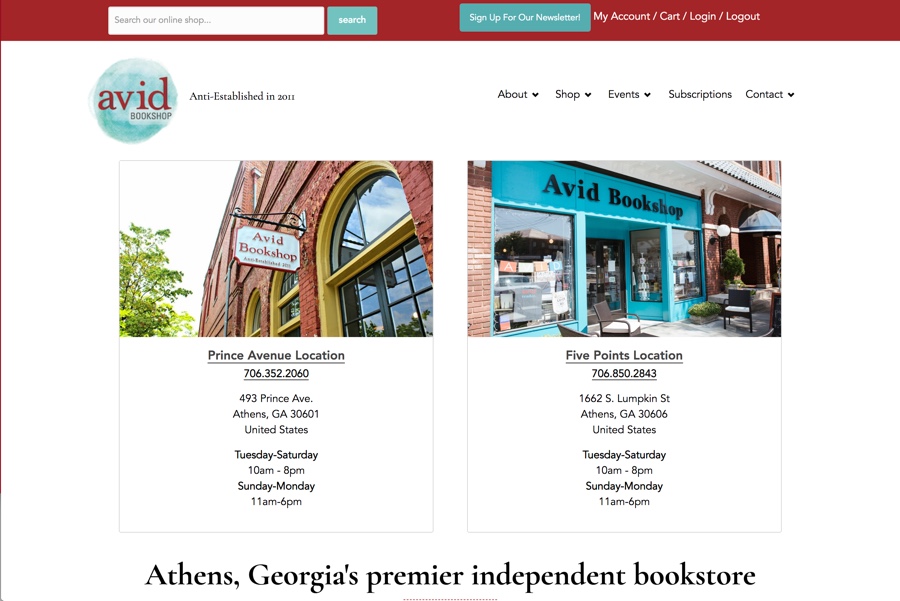 Search our online shop...
search
Sign Up For Our Newsletter!
My Account / Cart / Login / Logout
avid
BOOKSHOP
Anti-Established in 2011
About
Shop
Events
Subscriptions
Contact
Avid
Bookshop
Anti-Established 2011
Avid Bookshop
Prince Avenue Location
706.352.2060
493 Prince Ave.
Athens, GA 30601
United States
Tuesday-Saturday
10am - 8pm
Sunday-Monday
11am-6pm
Five Points Location
706.850.2843
1662 S. Lumpkin St
Athens, GA 30606
United States
Tuesday-Saturday
10am - 8pm
Sunday-Monday
11am-6pm
Athens, Georgia's premier independent bookstore